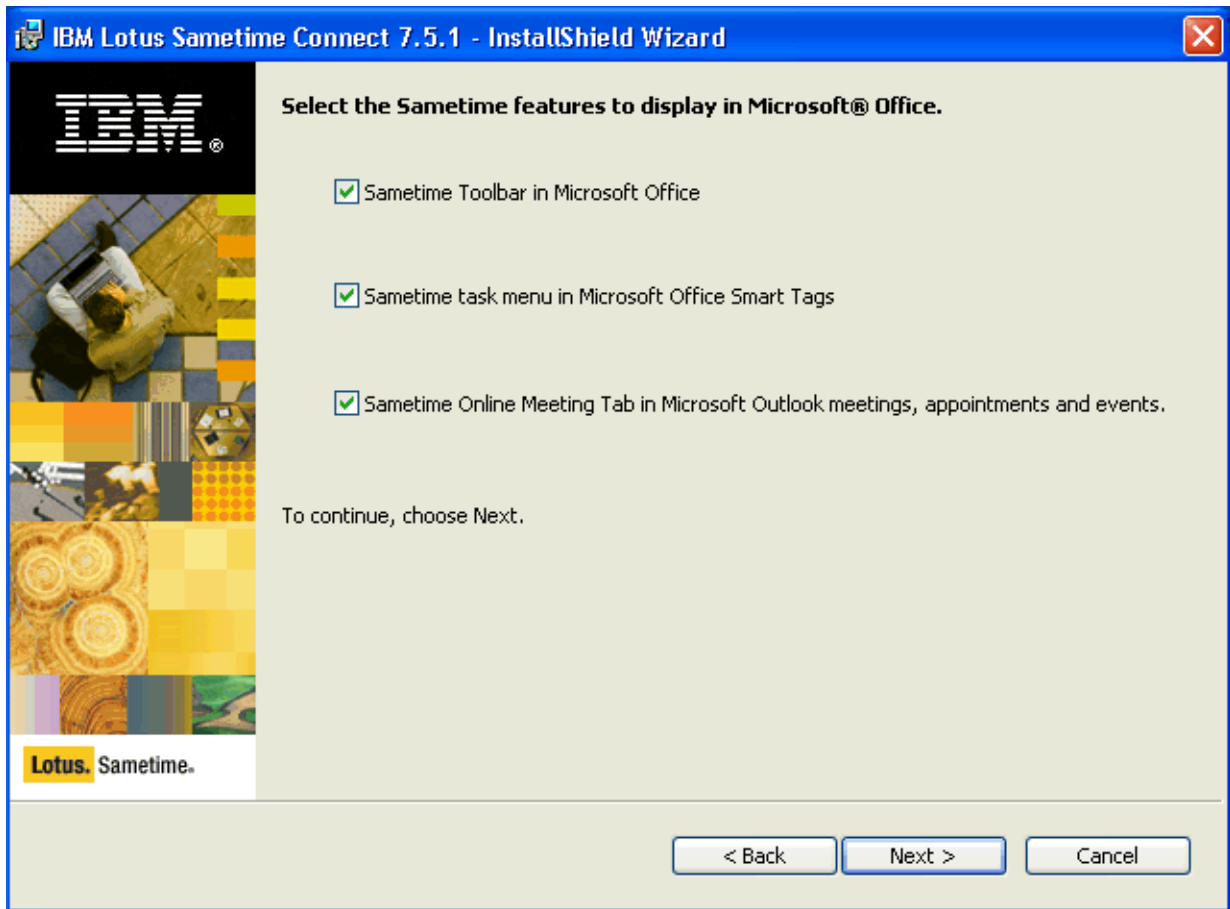 IBM Lotus Sametime Connect 7.5.1 - InstallShield Wizard
IBM®
Select the Sametime features to display in Microsoft® Office.
Sametime Toolbar in Microsoft Office
Sametime task menu in Microsoft Office Smart Tags
Sametime Online Meeting Tab in Microsoft Outlook meetings, appointments and events.
To continue, choose Next.
Lotus. Sametime.
< Back
Next >
Cancel